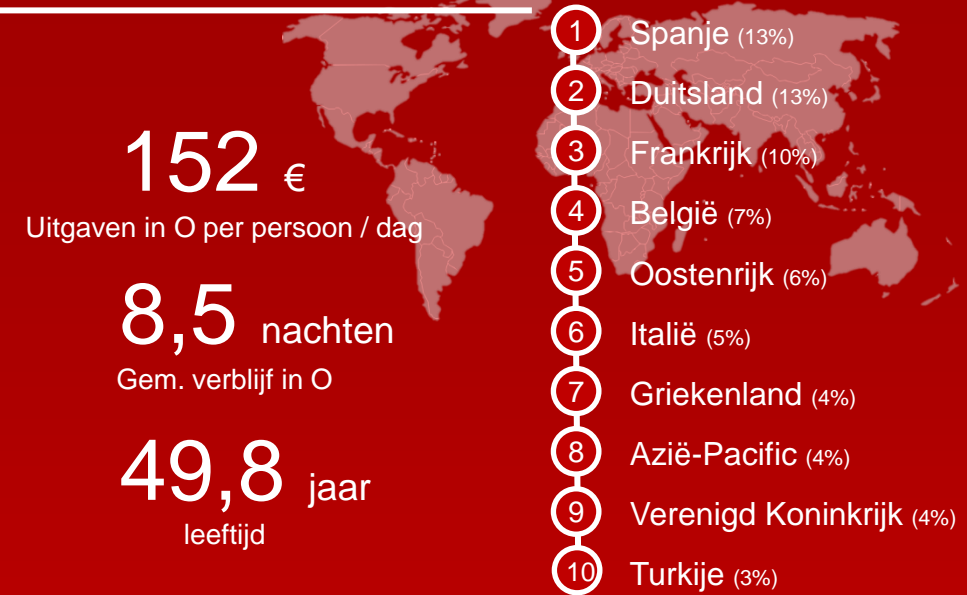 152 €
Uitgaven in O per persoon / dag
8,5 nachten
Gem. verblijf in O
49,8 jaar
leeftijd
1 Spanje (13%)
2 Duitsland (13%)
3 Frankrijk (10%)
4 België (7%)
5 Oostenrijk (6%)
6 Italië (5%)
7 Griekenland (4%)
8 Azië-Pacific (4%)
9 Verenigd Koninkrijk (4%)
10 Turkije (3%)